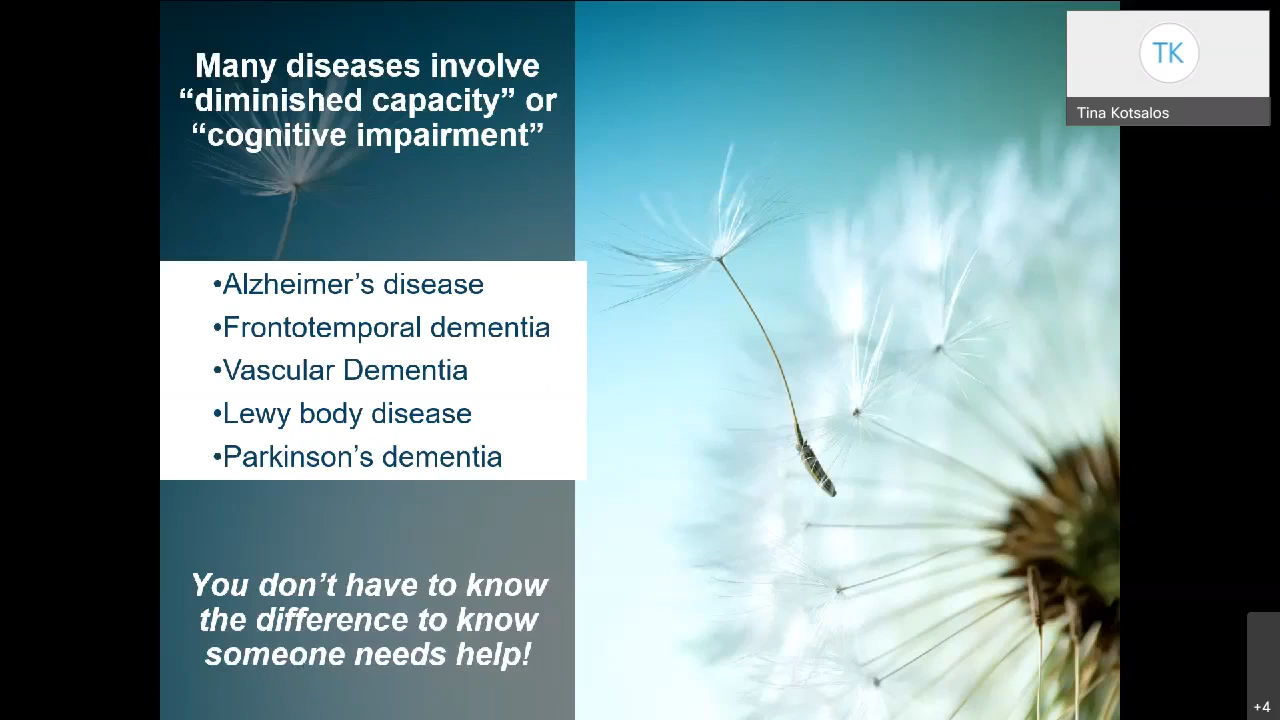 Many diseases involve
“diminished capacity” or
“cognitive impairment”
•Alzheimer’s disease
•Frontotemporal dementia
•Vascular Dementia
•Lewy body disease
•Parkinson’s dementia
You don’t have to know
the difference to know
someone needs help!
TK
Tina Kotsalos
+4